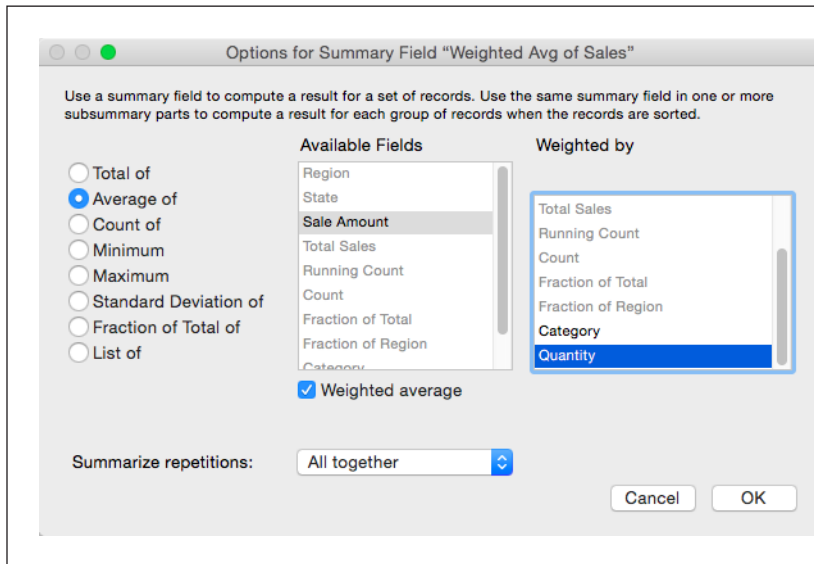 Options for Summary Field “Weighted Avg of Sales”
Use a summary field to compute a result for a set of records. Use the same summary field in one or more
subsummary parts to compute a result for each group of records when the records are sorted.
Available Fields
Weighted by
Total of
Average of
Count of
Minimum
Maximum
Standard Deviation of
Fraction of Total of
List of
Region
State
Sale Amount
Total Sales
Running Count
Count
Fraction of Total
Fraction of Region
Category
Total Sales
Running Count
Count
Fraction of Total
Fraction of Region
Category
Quantity
Weighted average
Summarize repetitions:
All together
Cancel
OK